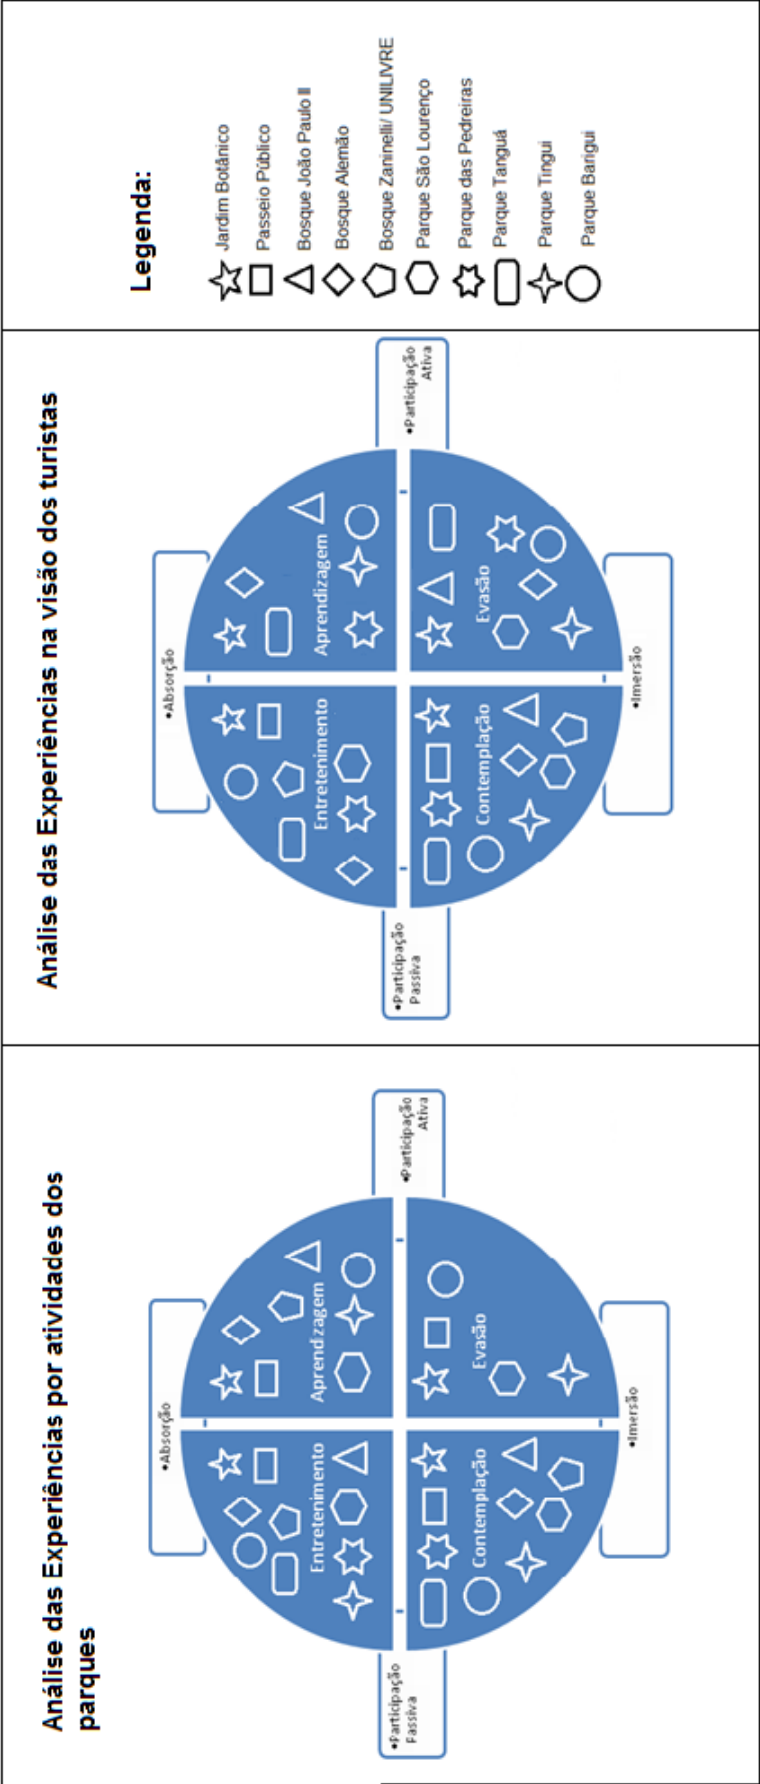 Análise das Experiências por atividades dos
parques
•Absorção
Entretenimento
Aprendizagem
•Participação
Passiva
•Participação
Ativa
Contemplação
Evasão
•Imersão
Análise das Experiências na visão dos turistas
•Absorção
Entretenimento
Aprendizagem
•Participação
Passiva
•Participação
Ativa
Contemplação
Evasão
•Imersão
Legenda:
Jardim Botânico
Passeio Público
Bosque João Paulo II
Bosque Alemão
Bosque Zaninelli/ UNILIVRE
Parque São Lourenço
Parque das Pedreiras
Parque Tanguá
Parque Tingui
Parque Barigui